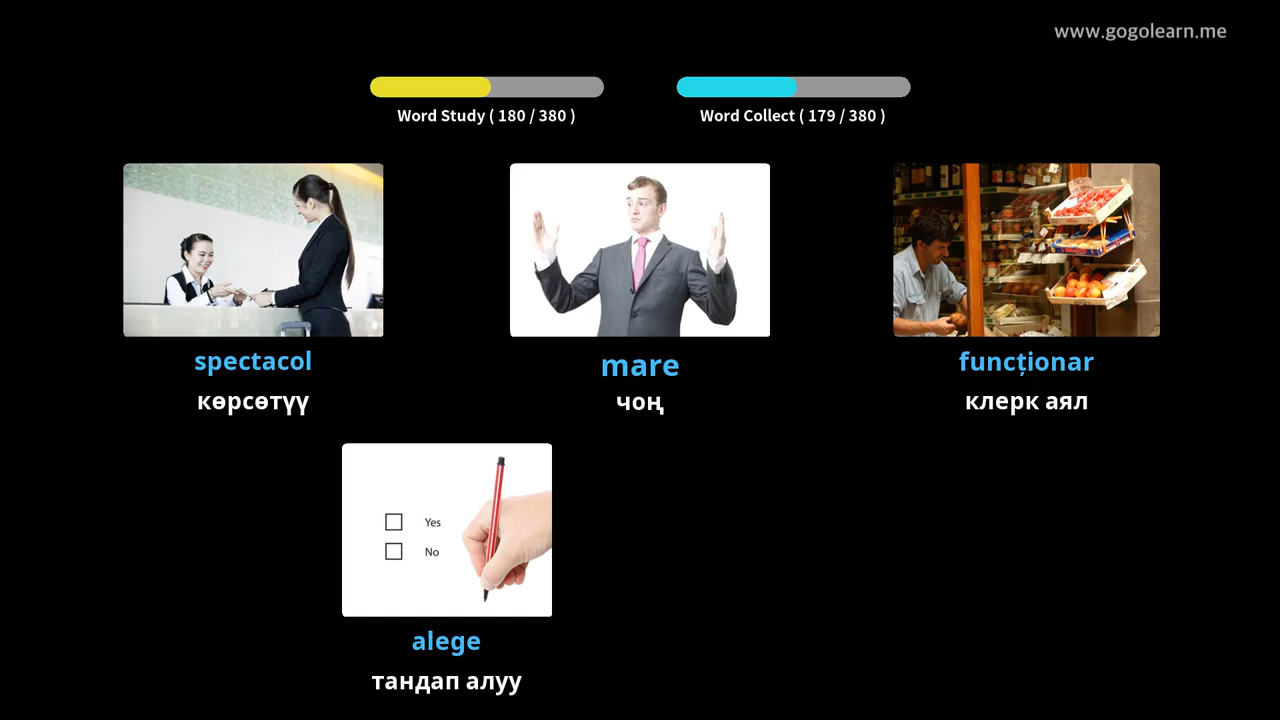 www.gogolearn.me
Word Study ( 180 / 380 )
Word Collect ( 179 / 380 )
spectacol
көрсөтүү
mare
чоң
funcționar
клерк аял
Yes
No
alege
тандап алуу